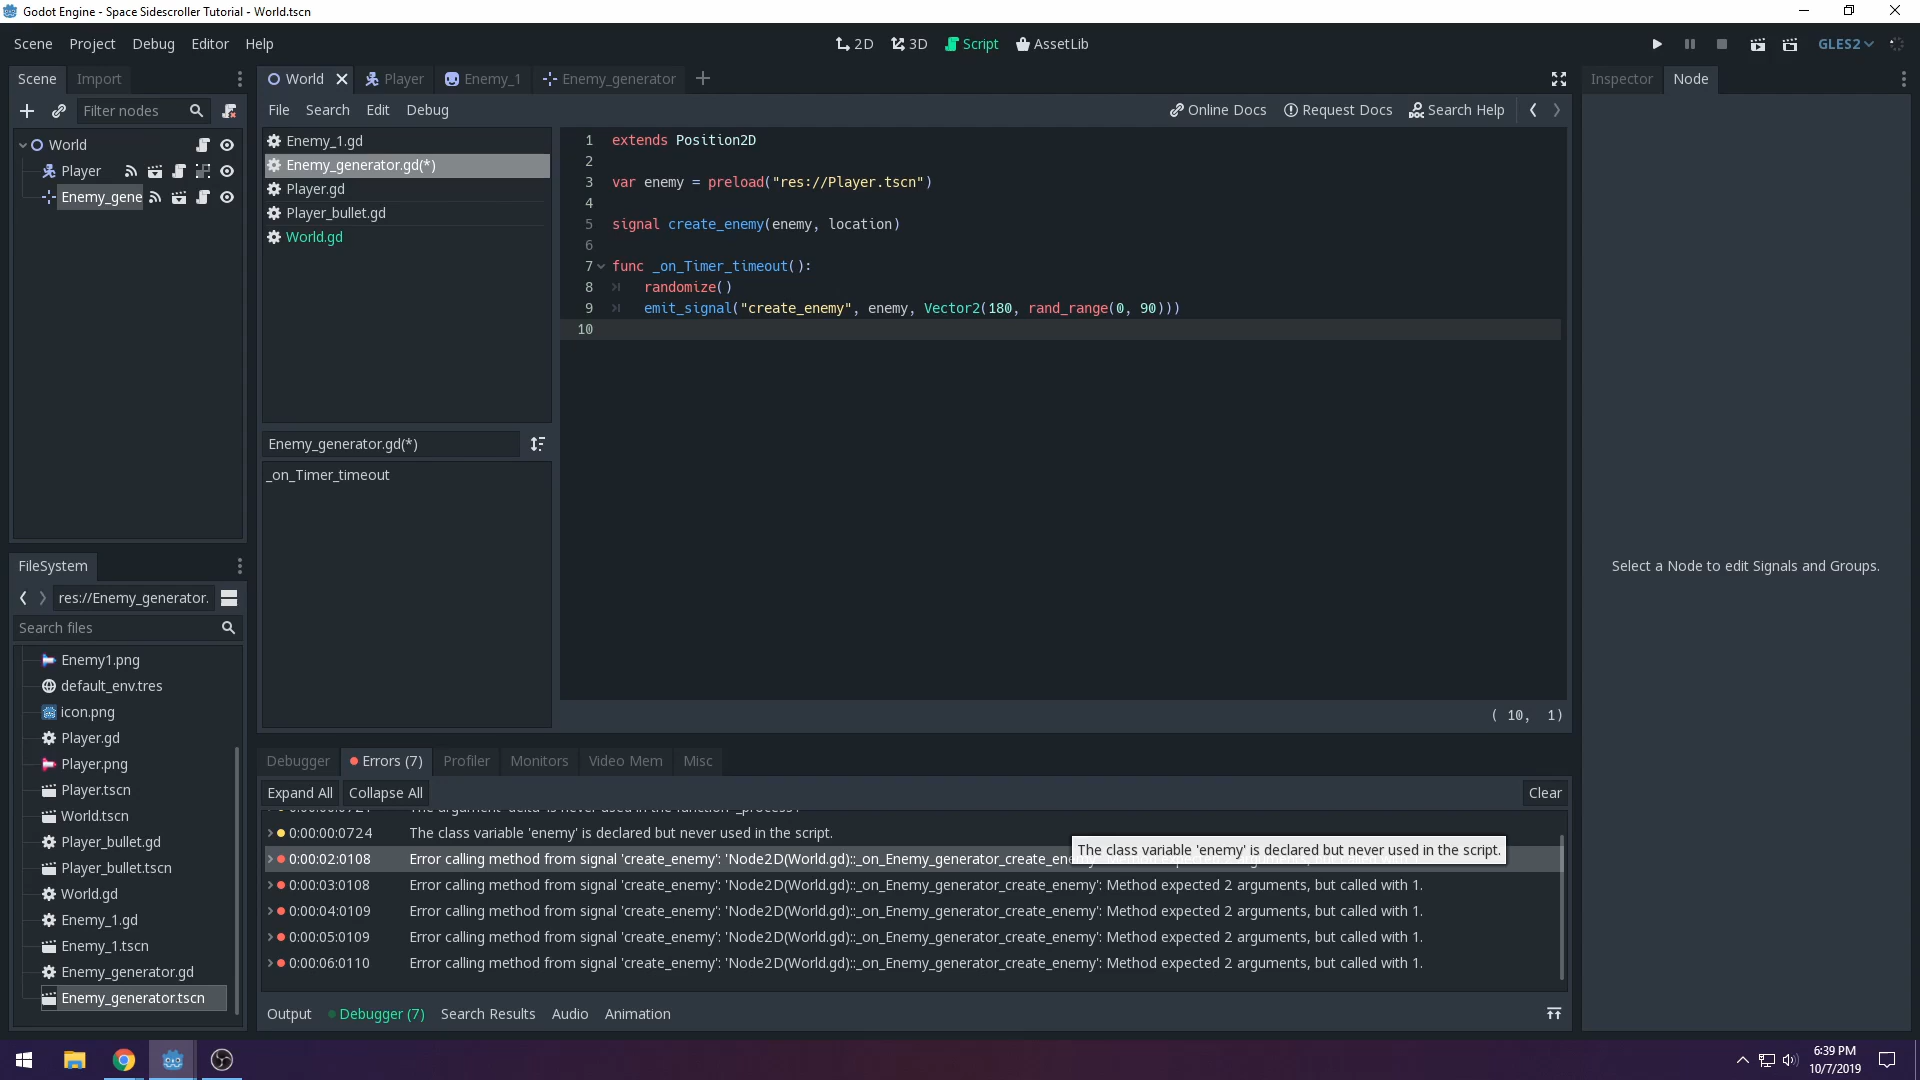 Godot Engine - Space Sidescroller Tutorial - World.tscn
Scene Project Debug Editor Help
2D 3D Script AssetLib
GLES2
Scene Import
World Player Enemy_1 Enemy_generator
Inspector Node
Filter nodes
File Search Edit Debug
Online Docs Request Docs Search Help
World
Player
Enemy_gene
Enemy_1.gd
Enemy_generator.gd(*)
Player.gd
Player_bullet.gd
World.gd
Enemy_generator.gd(*)
_on_Timer_timeout
1 extends Position2D
2
3 var enemy = preload("res://Player.tscn")
4
5 signal create_enemy(enemy, location)
6
7 func _on_Timer_timeout():
8 randomize()
9 emit_signal("create_enemy", enemy, Vector2(180, rand_range(0, 90)))
10
( 10, 1)
Select a Node to edit Signals and Groups.
FileSystem
res://Enemy_generator.
Search files
Enemy1.png
default_env.tres
icon.png
Player.gd
Player.png
Player.tscn
World.tscn
Player_bullet.gd
Player_bullet.tscn
World.gd
Enemy_1.gd
Enemy_1.tscn
Enemy_generator.gd
Enemy_generator.tscn
Debugger Errors (7) Profiler Monitors Video Mem Misc
Expand All Collapse All Clear
0:00:00:0724 The class variable 'enemy' is declared but never used in the script.
The class variable 'enemy' is declared but never used in the script.
0:00:02:0108 Error calling method from signal 'create_enemy': 'Node2D(World.gd)::_on_Enemy_generator_create_ene
0:00:03:0108 Error calling method from signal 'create_enemy': 'Node2D(World.gd)::_on_Enemy_generator_create_enemy': Method expected 2 arguments, but called with 1.
0:00:04:0109 Error calling method from signal 'create_enemy': 'Node2D(World.gd)::_on_Enemy_generator_create_enemy': Method expected 2 arguments, but called with 1.
0:00:05:0109 Error calling method from signal 'create_enemy': 'Node2D(World.gd)::_on_Enemy_generator_create_enemy': Method expected 2 arguments, but called with 1.
0:00:06:0110 Error calling method from signal 'create_enemy': 'Node2D(World.gd)::_on_Enemy_generator_create_enemy': Method expected 2 arguments, but called with 1.
Output Debugger (7) Search Results Audio Animation
6:39 PM
10/7/2019